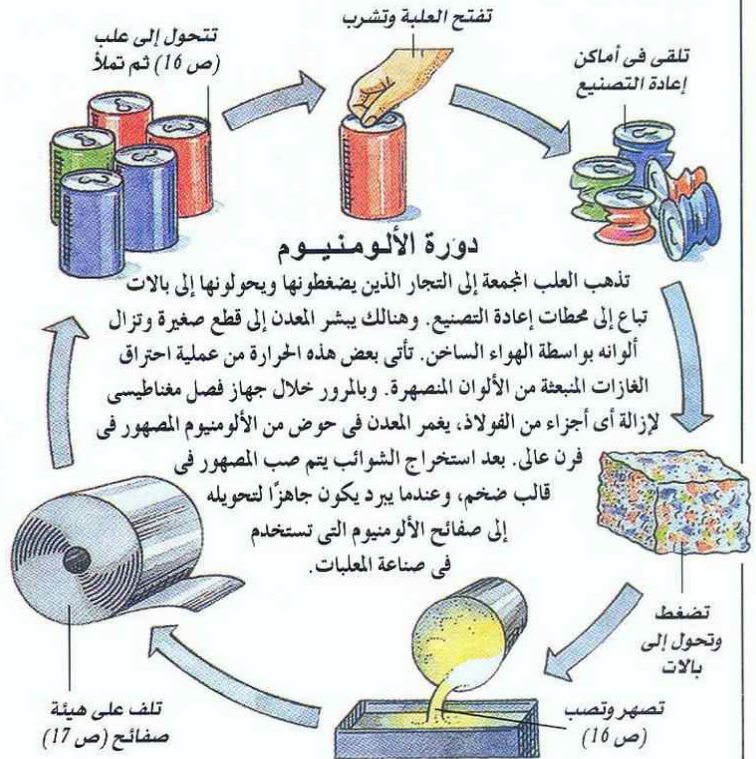 تفتح العلبة وتشرب
تتحول إلى علب
(ص 16) ثم تملأ
تلقى فى أماكن
إعادة التصنيع
دورة الألومنيــوم
تذهب العلب المجمعة إلى التجار الذين يضغطونها ويحولونها إلى بالات
تباع إلى محطات إعادة التصنيع. وهنالك يبشر المعدن إلى قطع صغيرة وتزال
ألوانه بواسطة الهواء الساخن. تأتى بعض هذه الحرارة من عملية احتراق
الغازات المنبعثة من الألوان المنصهرة. وبالمرور خلال جهاز فصل مغناطيسى
لإزالة أى أجزاء من الفولاذ، يغمر المعدن فى حوض من الألومنيوم المصهور فى
فرن عالى. بعد استخراج الشوائب يتم صب المصهور فى
قالب ضخم، وعندما يبرد يكون جاهزًا لتحويله
إلى صفائح الألومنيوم التى تستخدم
فى صناعة المعلبات.
تضغط
وتحول إلى
بالات
تصهر وتصب
(ص 16)
تلف على هيئة
صفائح (ص 17)